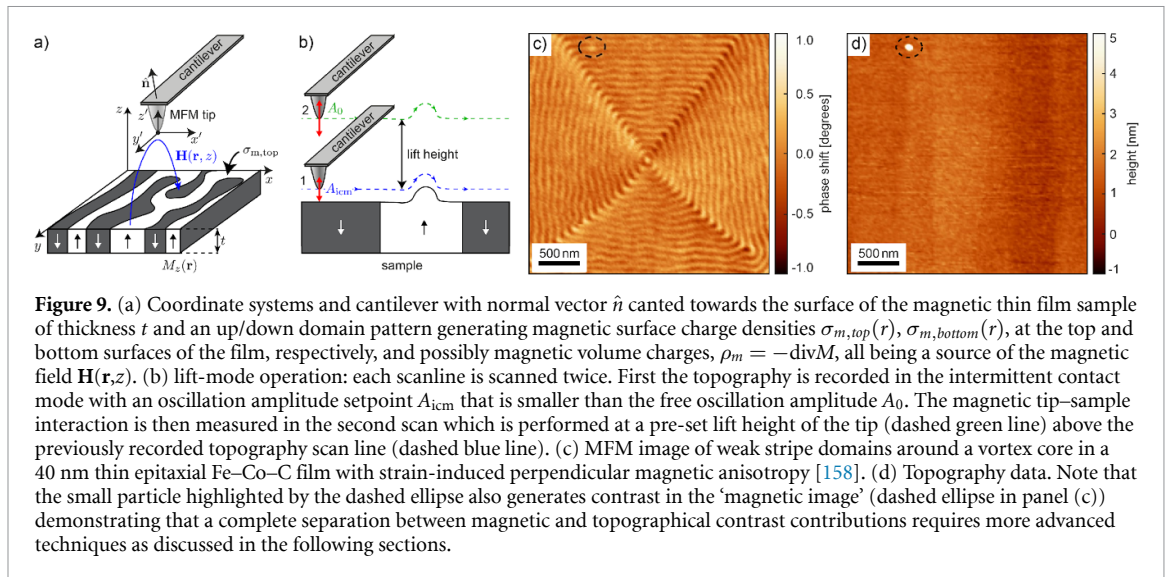 a)
cantilever
n̂
z
z′
MFM tip
y′
x′
H(r, z)
σm,top
x
y
t
Mz(r)
b)
cantilever
2
A0
cantilever
lift height
1
Aicm
sample
c)
500 nm
1.0
0.5
0.0
-0.5
-1.0
phase shift [degrees]
d)
500 nm
5
4
3
2
1
0
-1
height [nm]
Figure 9. (a) Coordinate systems and cantilever with normal vector n̂ canted towards the surface of the magnetic thin film sample
of thickness t and an up/down domain pattern generating magnetic surface charge densities σm,top(r), σm,bottom(r), at the top and
bottom surfaces of the film, respectively, and possibly magnetic volume charges, ρm = −divM, all being a source of the magnetic
field H(r,z). (b) lift-mode operation: each scanline is scanned twice. First the topography is recorded in the intermittent contact
mode with an oscillation amplitude setpoint Aicm that is smaller than the free oscillation amplitude A0. The magnetic tip–sample
interaction is then measured in the second scan which is performed at a pre-set lift height of the tip (dashed green line) above the
previously recorded topography scan line (dashed blue line). (c) MFM image of weak stripe domains around a vortex core in a
40 nm thin epitaxial Fe–Co–C film with strain-induced perpendicular magnetic anisotropy [158]. (d) Topography data. Note that
the small particle highlighted by the dashed ellipse also generates contrast in the ‘magnetic image’ (dashed ellipse in panel (c))
demonstrating that a complete separation between magnetic and topographical contrast contributions requires more advanced
techniques as discussed in the following sections.